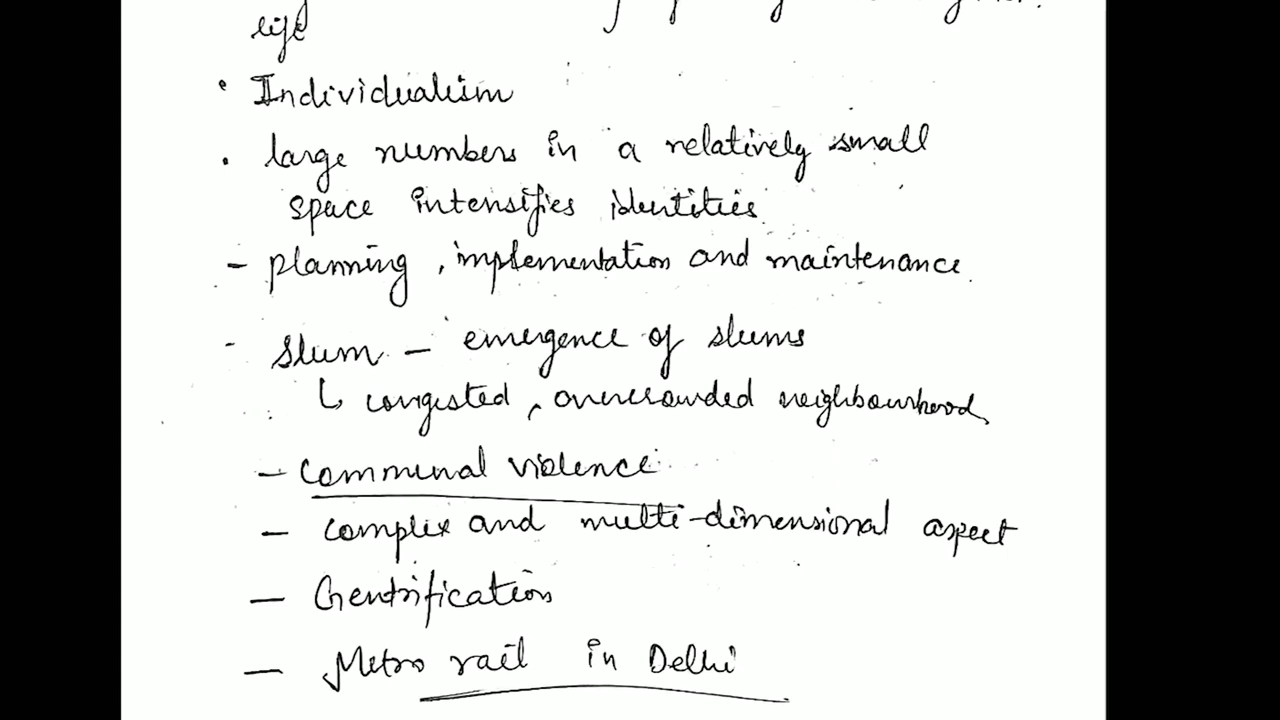 life
• Individualism
• large numbers in a relatively small
space intensifies identities
- planning, implementation and maintenance
- Slum - emergence of slums
↳ congested, overcrowded neighbourhood
- Communal violence
- complex and multi-dimensional aspect
- Gentrification
- Metro rail in Delhi